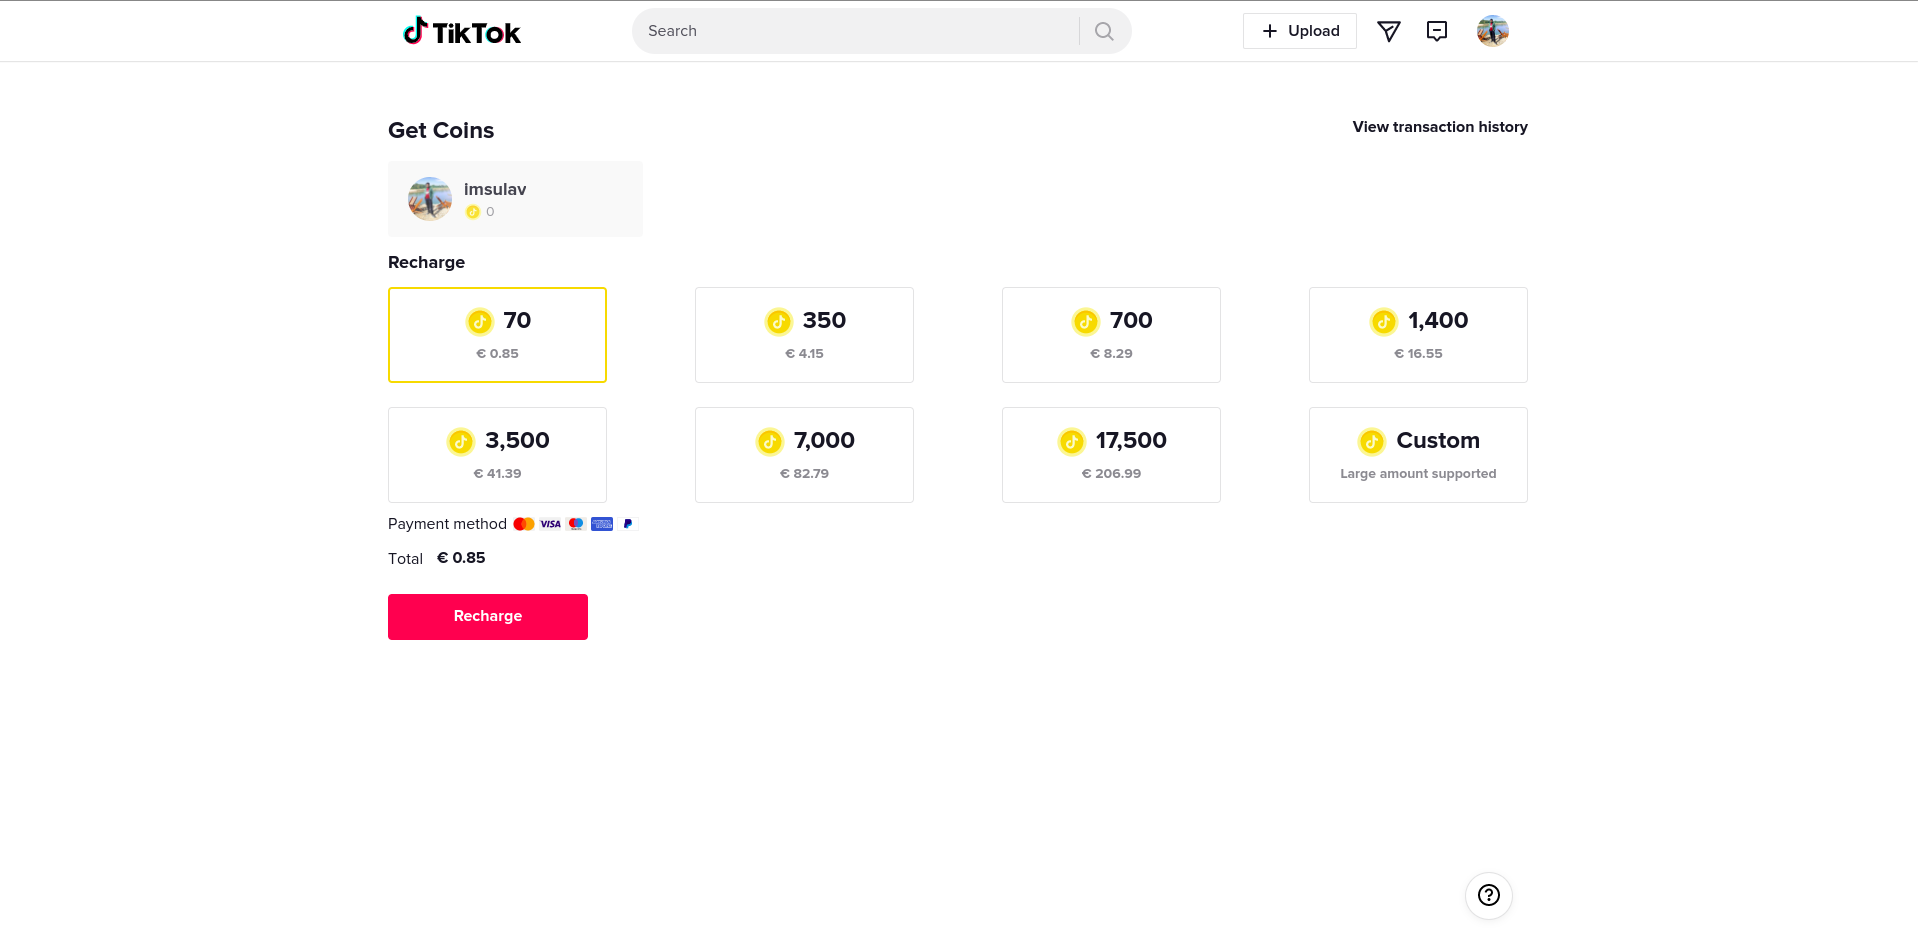 TikTok
Search
Upload
Get Coins
View transaction history
imsulav
0
Recharge
70
€ 0.85
350
€ 4.15
700
€ 8.29
1,400
€ 16.55
3,500
€ 41.39
7,000
€ 82.79
17,500
€ 206.99
Custom
Large amount supported
Payment method VISA
Total € 0.85
Recharge